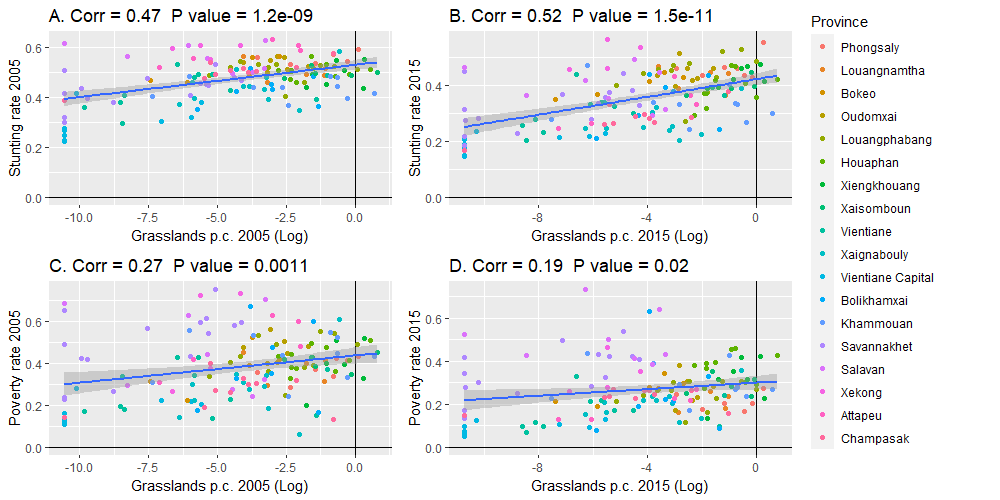 A. Corr = 0.47 P value = 1.2e-09
Stunting rate 2005
0.6
0.4
0.2
0.0
-10.0 -7.5 -5.0 -2.5 0.0
Grasslands p.c. 2005 (Log)
B. Corr = 0.52 P value = 1.5e-11
Stunting rate 2015
0.4
0.2
0.0
-8 -4 0
Grasslands p.c. 2015 (Log)
C. Corr = 0.27 P value = 0.0011
Poverty rate 2005
0.6
0.4
0.2
0.0
-10.0 -7.5 -5.0 -2.5 0.0
Grasslands p.c. 2005 (Log)
D. Corr = 0.19 P value = 0.02
Poverty rate 2015
0.6
0.4
0.2
0.0
-8 -4 0
Grasslands p.c. 2015 (Log)
Province
Phongsaly
Louangnamtha
Bokeo
Oudomxai
Louangphabang
Houaphan
Xiengkhouang
Xaisomboun
Vientiane
Xaignabouly
Vientiane Capital
Bolikhamxai
Khammouan
Savannakhet
Salavan
Xekong
Attapeu
Champasak